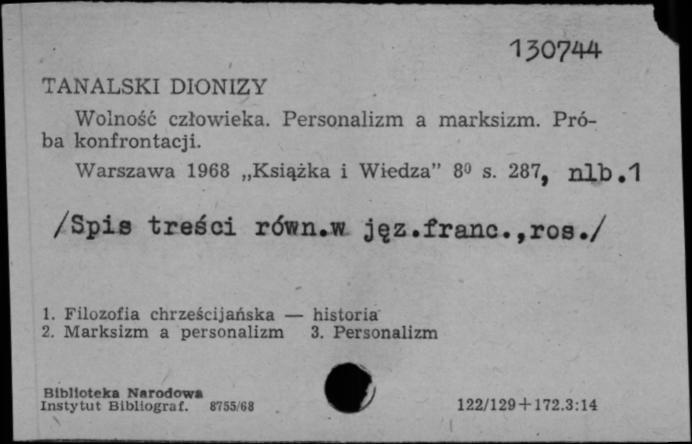 130744
TANALSKI DIONIZY
Wolność człowieka. Personalizm a marksizm. Pró-
ba konfrontacji.
Warszawa 1968 „Książka i Wiedza” 8⁰ s. 287, nlb.1
/Spis treści równ.w jęz.franc.,ros./
1. Filozofia chrześcijańska — historia
2. Marksizm a personalizm 3. Personalizm
Biblioteka Narodowa
Instytut Bibliograf. 8755/68 122/129+172.3:14